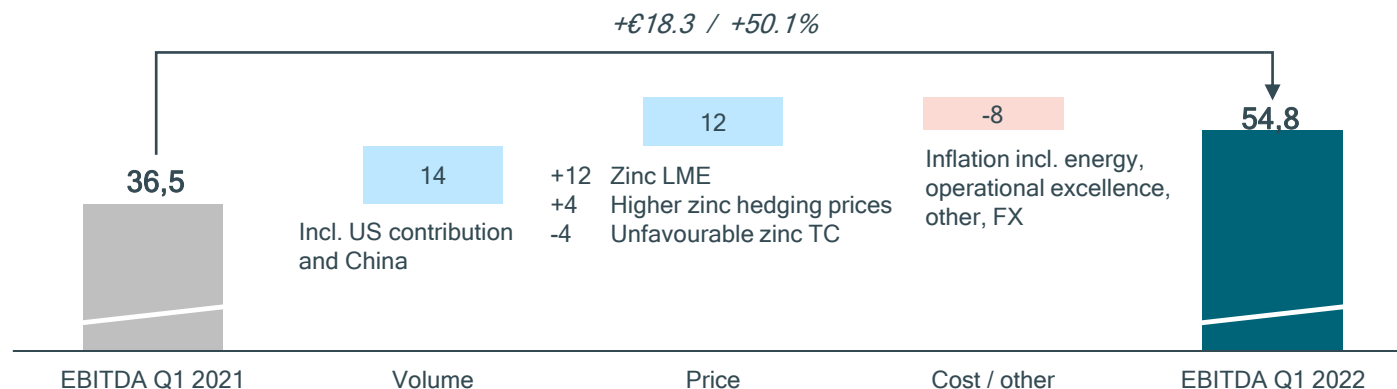 +€18.3 / +50.1%
36,5
14
Incl. US contribution
and China
12
+12 Zinc LME
+4 Higher zinc hedging prices
-4 Unfavourable zinc TC
-8
Inflation incl. energy,
operational excellence,
other, FX
54,8
EBITDA Q1 2021
Volume
Price
Cost / other
EBITDA Q1 2022